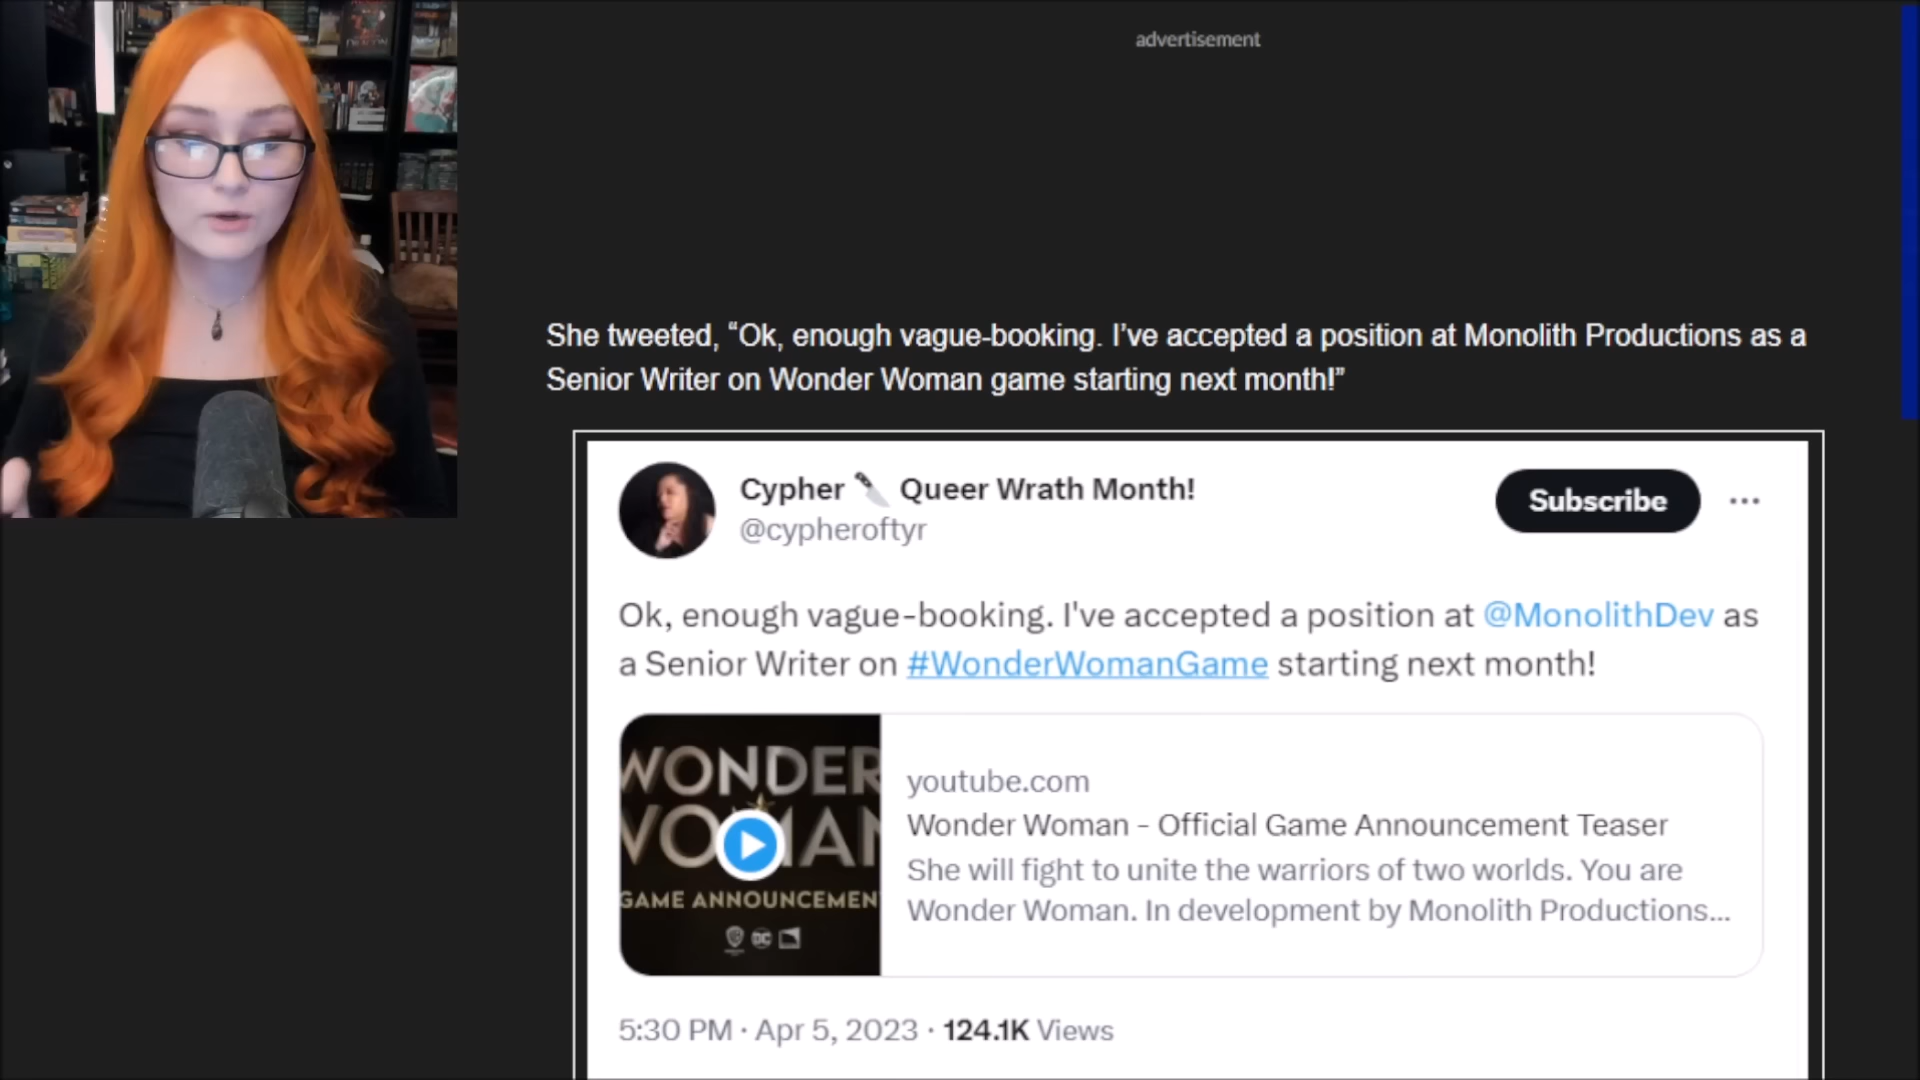 advertisement
She tweeted, “Ok, enough vague-booking. I’ve accepted a position at Monolith Productions as a
Senior Writer on Wonder Woman game starting next month!”
Cypher 🔪 Queer Wrath Month!
@cypheroftyr
Subscribe
Ok, enough vague-booking. I've accepted a position at @MonolithDev as
a Senior Writer on #WonderWomanGame starting next month!
WONDER
WOMAN
GAME ANNOUNCEMEN
DC
youtube.com
Wonder Woman - Official Game Announcement Teaser
She will fight to unite the warriors of two worlds. You are
Wonder Woman. In development by Monolith Productions...
5:30 PM · Apr 5, 2023 · 124.1K Views